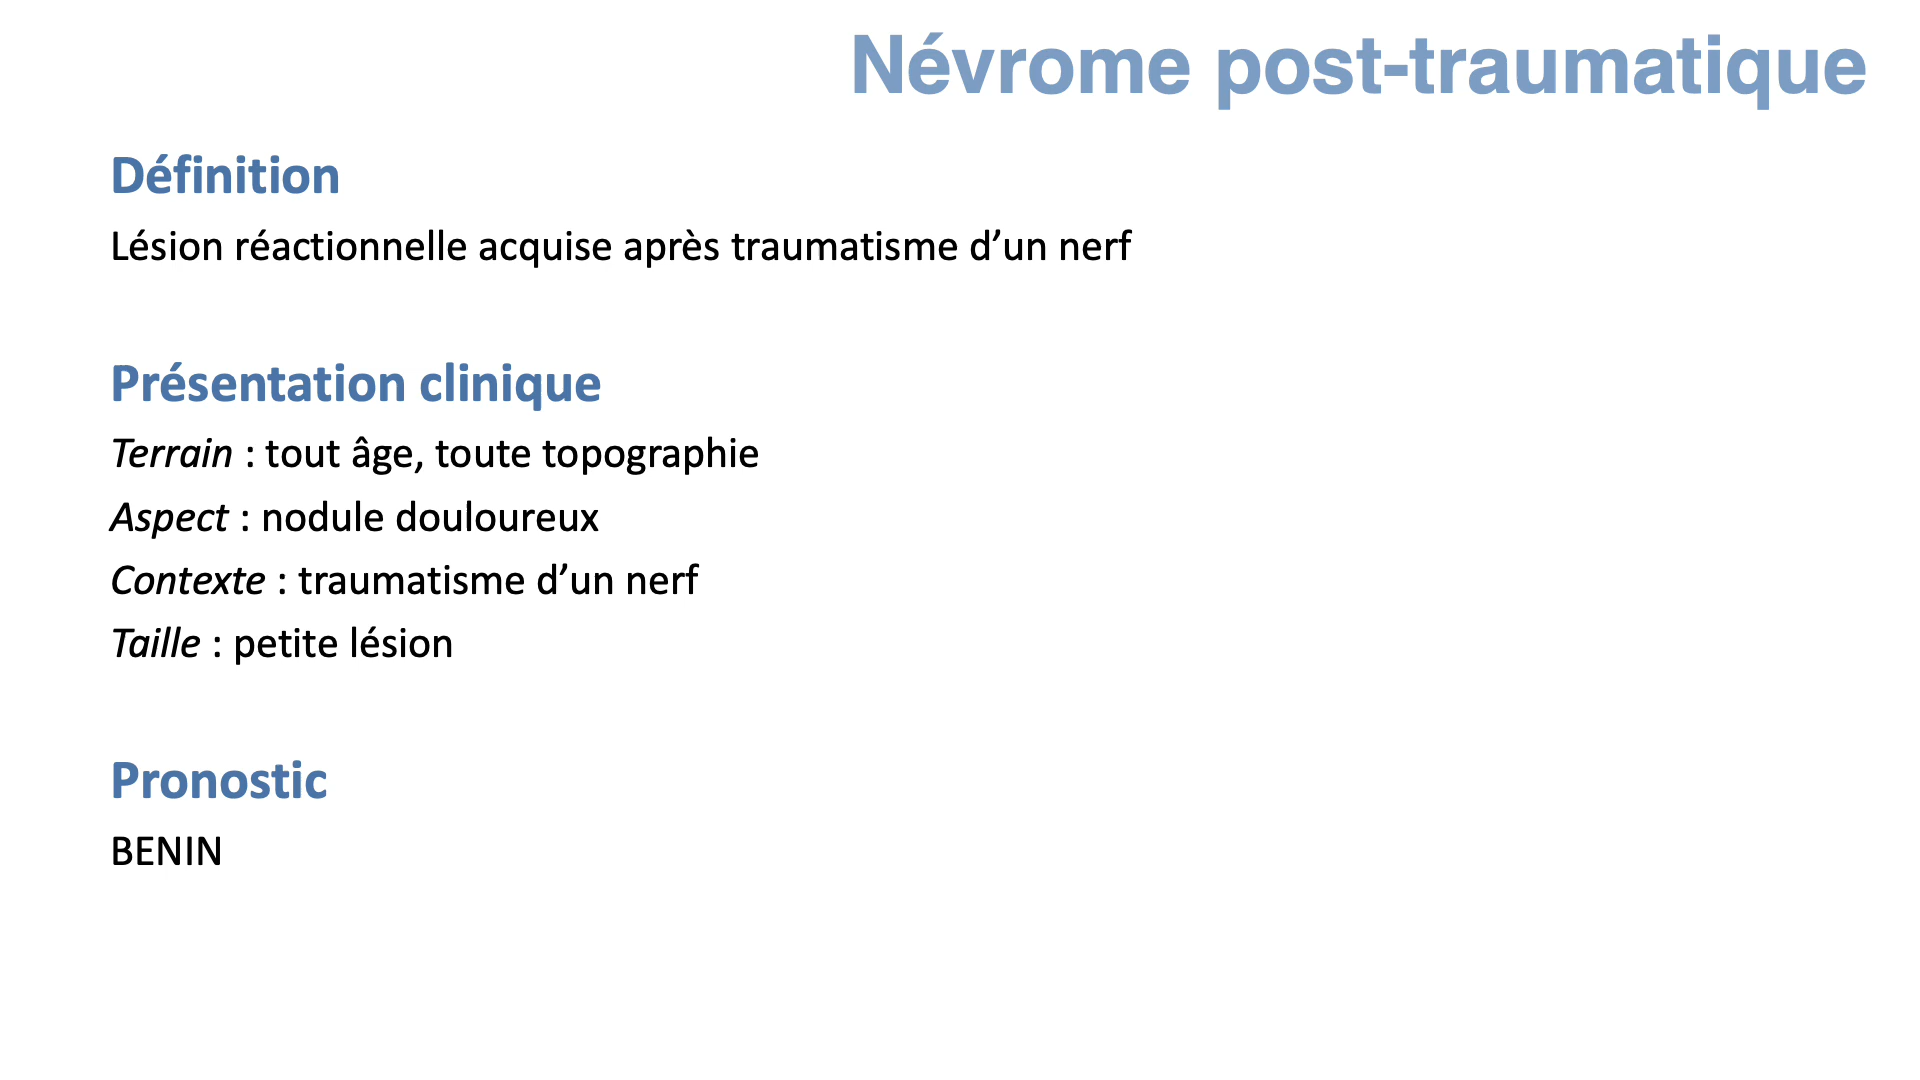 Névrome post-traumatique
Définition
Lésion réactionnelle acquise après traumatisme d’un nerf
Présentation clinique
Terrain : tout âge, toute topographie
Aspect : nodule douloureux
Contexte : traumatisme d’un nerf
Taille : petite lésion
Pronostic
BENIN